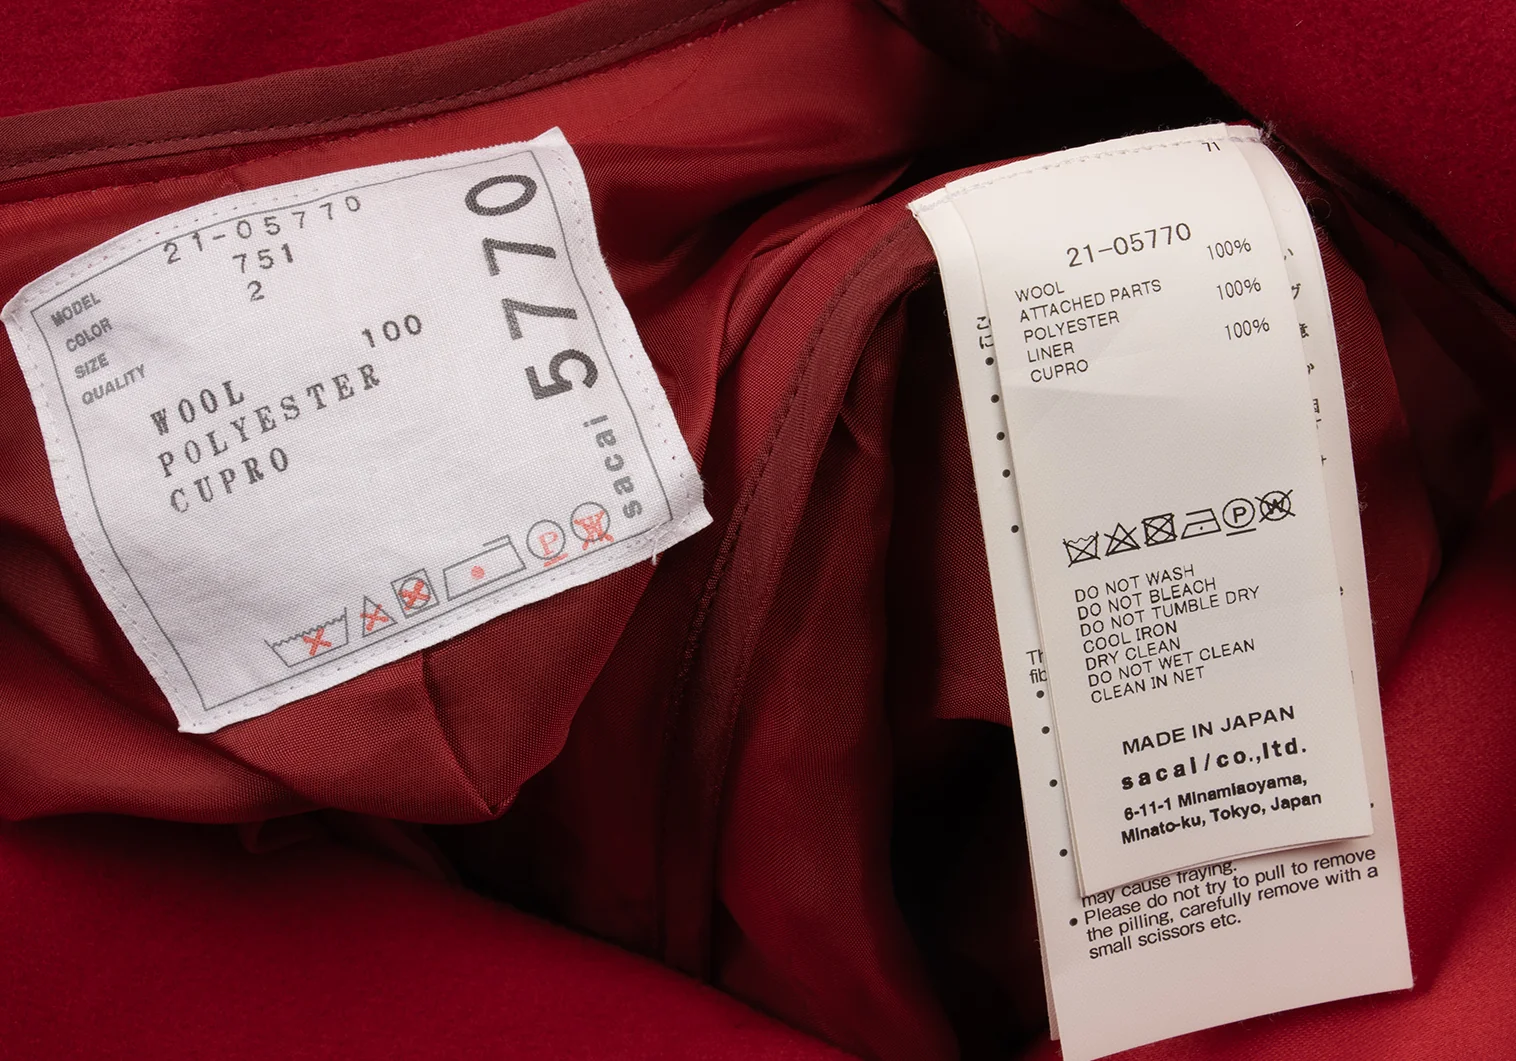 MODEL 21-05770
COLOR 751
SIZE 2
QUALITY
WOOL 100
POLYESTER
CUPRO
5770
sacai
P
W
71
21-05770
WOOL 100%
ATTACHED PARTS
POLYESTER 100%
LINER
CUPRO 100%
P
W
DO NOT WASH
DO NOT BLEACH
DO NOT TUMBLE DRY
COOL IRON
DRY CLEAN
DO NOT WET CLEAN
CLEAN IN NET
MADE IN JAPAN
sacai/co.,ltd.
6-11-1 Minamiaoyama,
Minato-ku, Tokyo, Japan
may cause fraying.
• Please do not try to pull to remove
the pilling, carefully remove with a
small scissors etc.